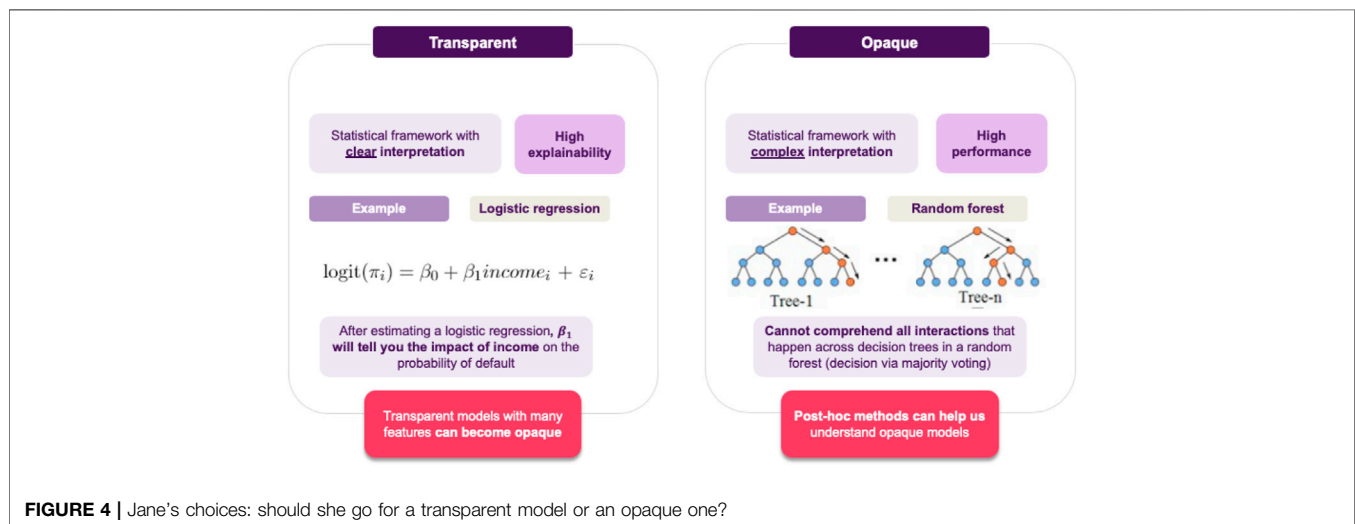 Transparent
Statistical framework with
clear interpretation
High
explainability
Example
Logistic regression
logit(πᵢ) = β₀ + β₁incomeᵢ + εᵢ
After estimating a logistic regression, β₁
will tell you the impact of income on the
probability of default
Transparent models with many
features can become opaque
Opaque
Statistical framework with
complex interpretation
High
performance
Example
Random forest
...
Tree-1
Tree-n
Cannot comprehend all interactions that
happen across decision trees in a random
forest (decision via majority voting)
Post-hoc methods can help us
understand opaque models
FIGURE 4 | Jane's choices: should she go for a transparent model or an opaque one?